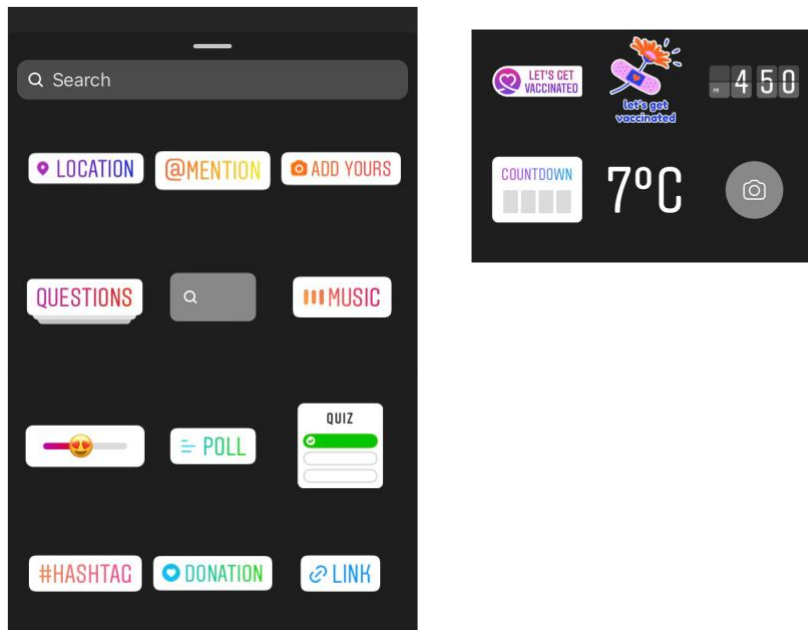 Search
LOCATION
@MENTION
ADD YOURS
QUESTIONS
MUSIC
POLL
QUIZ
#HASHTAG
DONATION
LINK
LET'S GET
VACCINATED
let's get
vaccinated
PM
4 50
COUNTDOWN
7°C